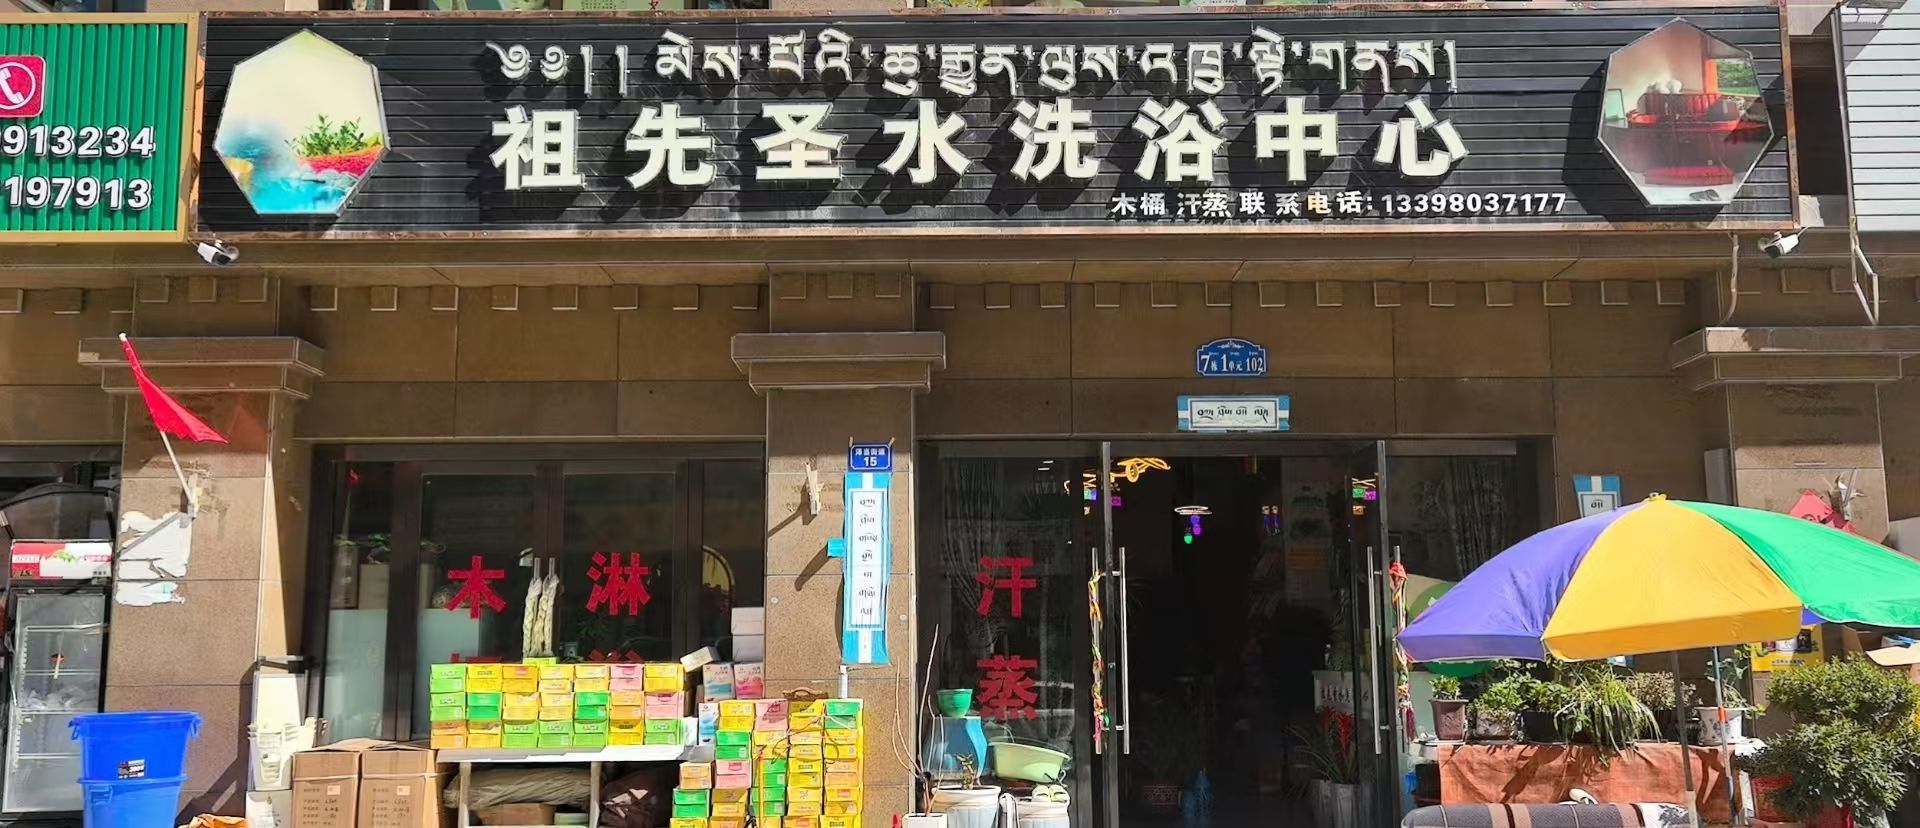 ༄༅།། མེས་པོའི་ཆུ་རྒྱུན་ལུས་འཁྲུ་ལྟེ་གནས།
祖先圣水洗浴中心
木桶 汗蒸 联系电话:13398037177
913234
197913
7栋1单元102
15
木
淋
汗
蒸